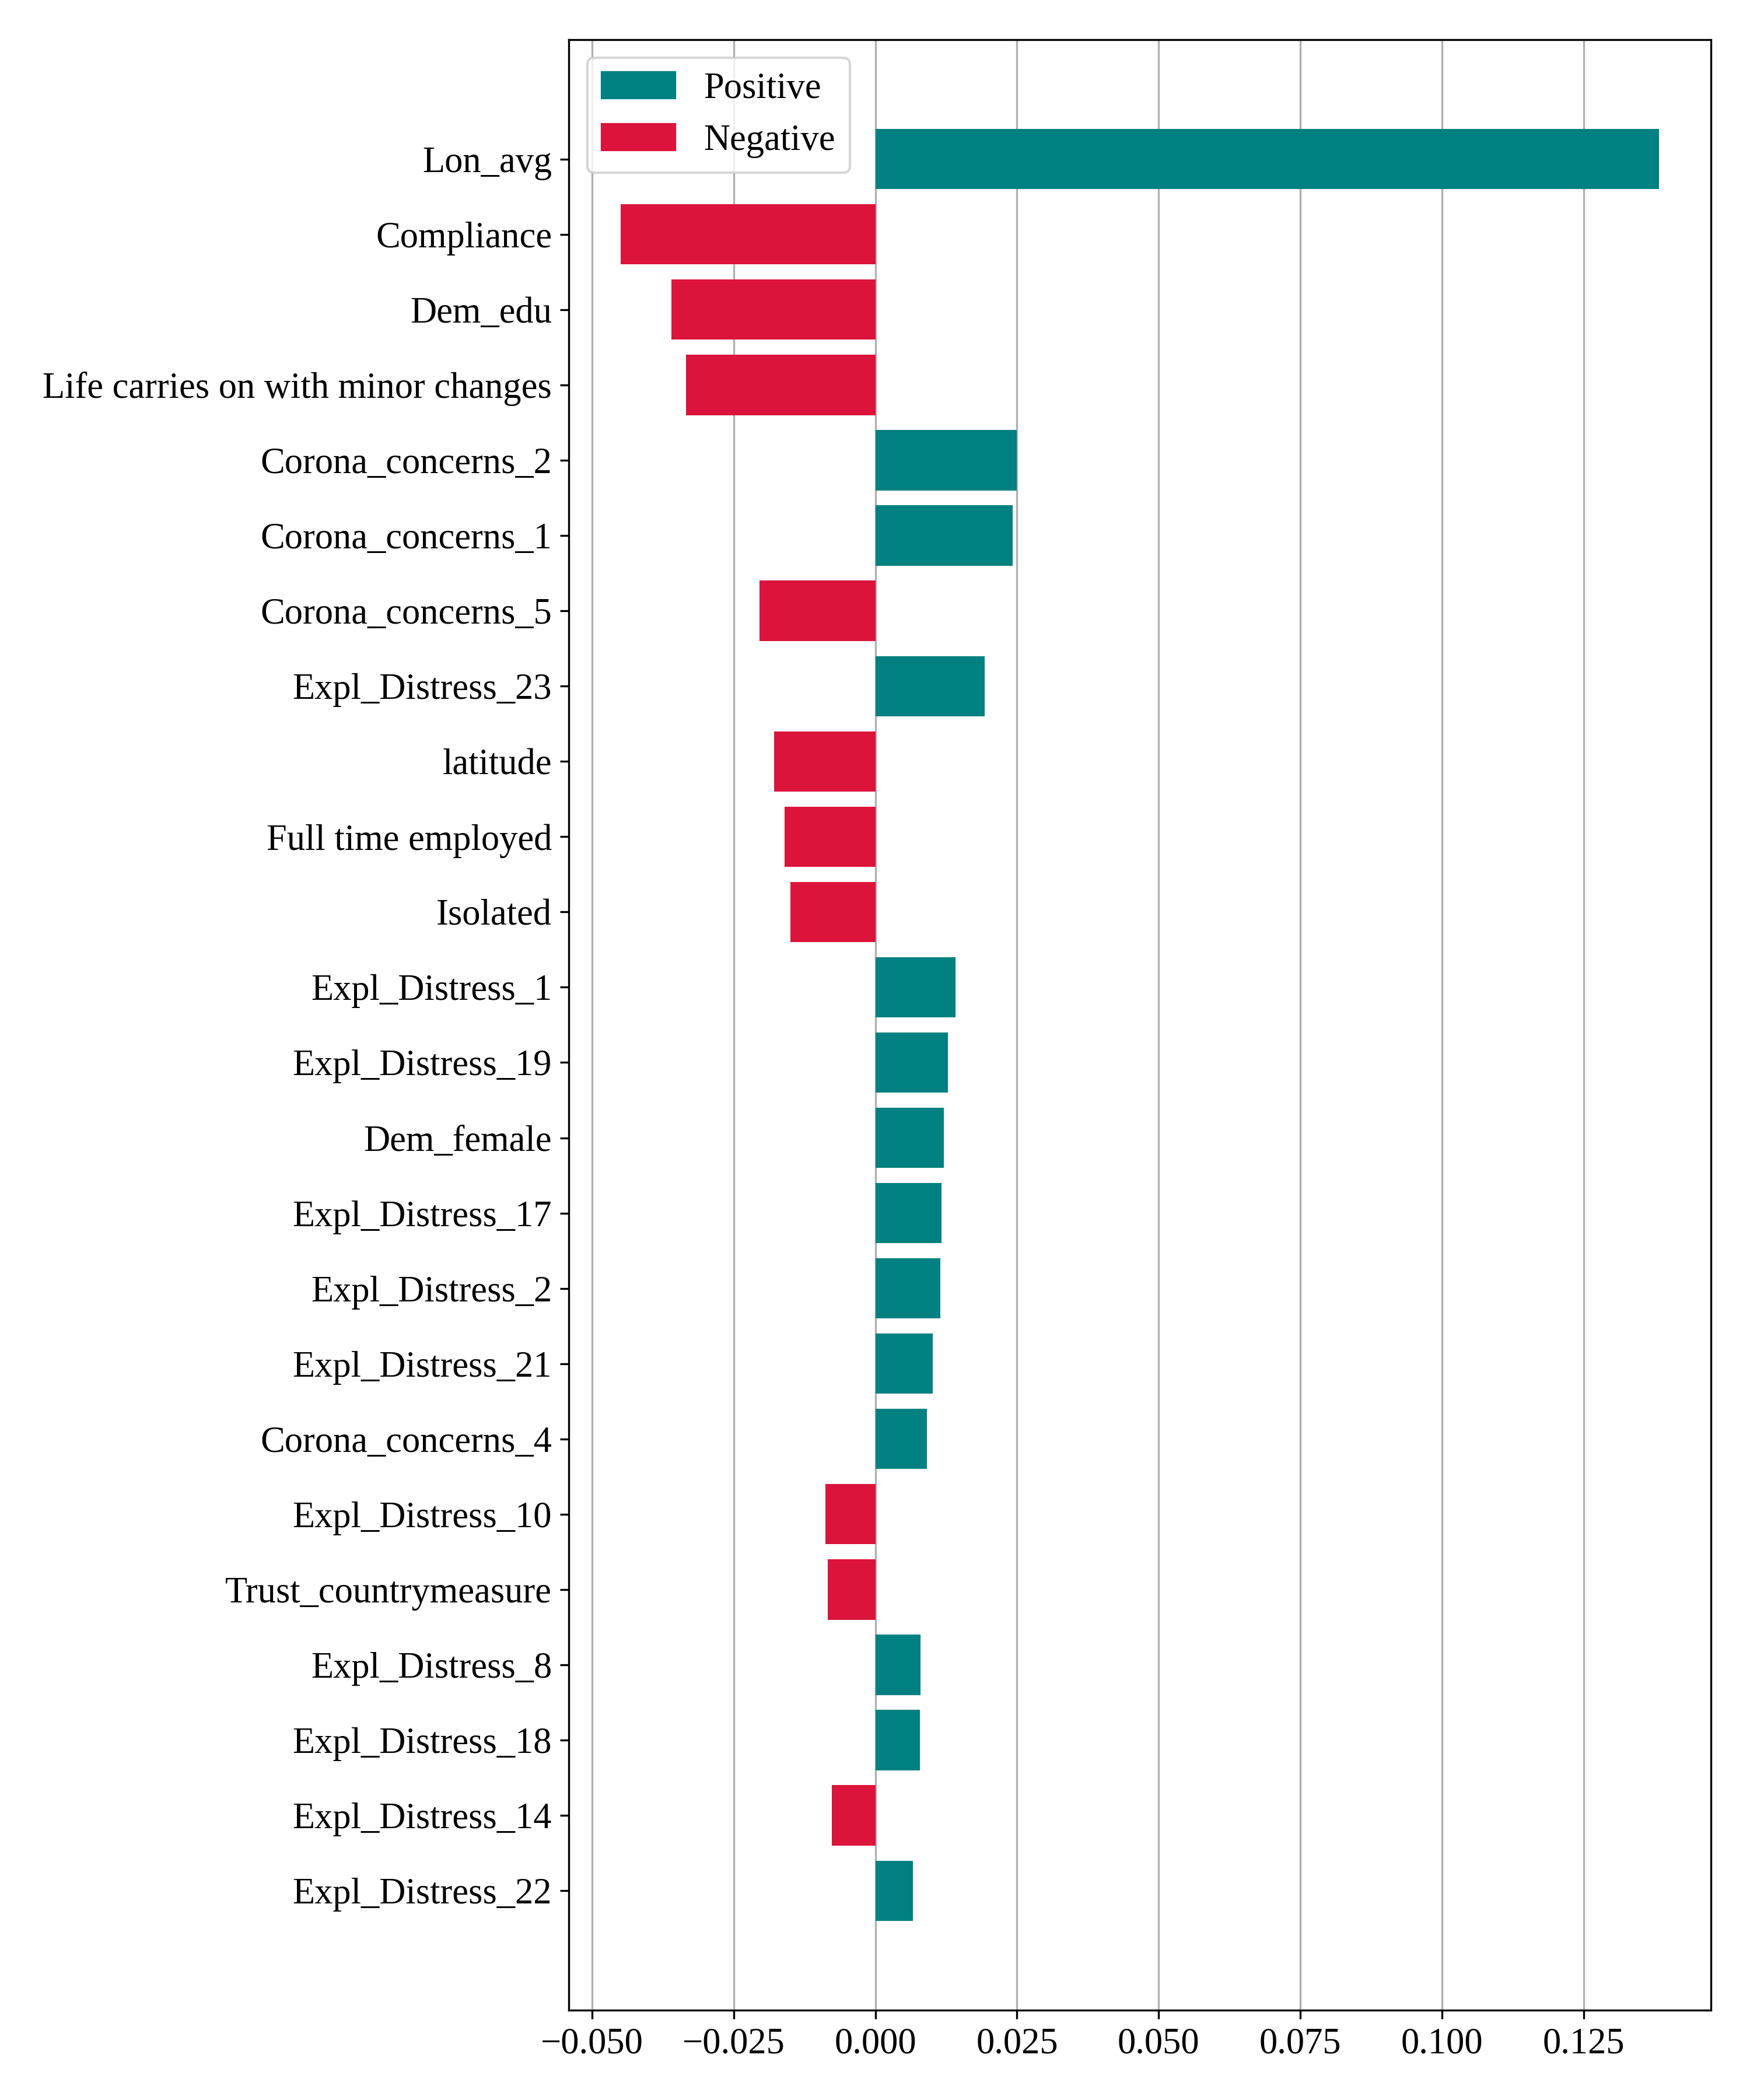 Positive
Negative
Lon_avg
Compliance
Dem_edu
Life carries on with minor changes
Corona_concerns_2
Corona_concerns_1
Corona_concerns_5
Expl_Distress_23
latitude
Full time employed
Isolated
Expl_Distress_1
Expl_Distress_19
Dem_female
Expl_Distress_17
Expl_Distress_2
Expl_Distress_21
Corona_concerns_4
Expl_Distress_10
Trust_countrymeasure
Expl_Distress_8
Expl_Distress_18
Expl_Distress_14
Expl_Distress_22
−0.050 −0.025 0.000 0.025 0.050 0.075 0.100 0.125